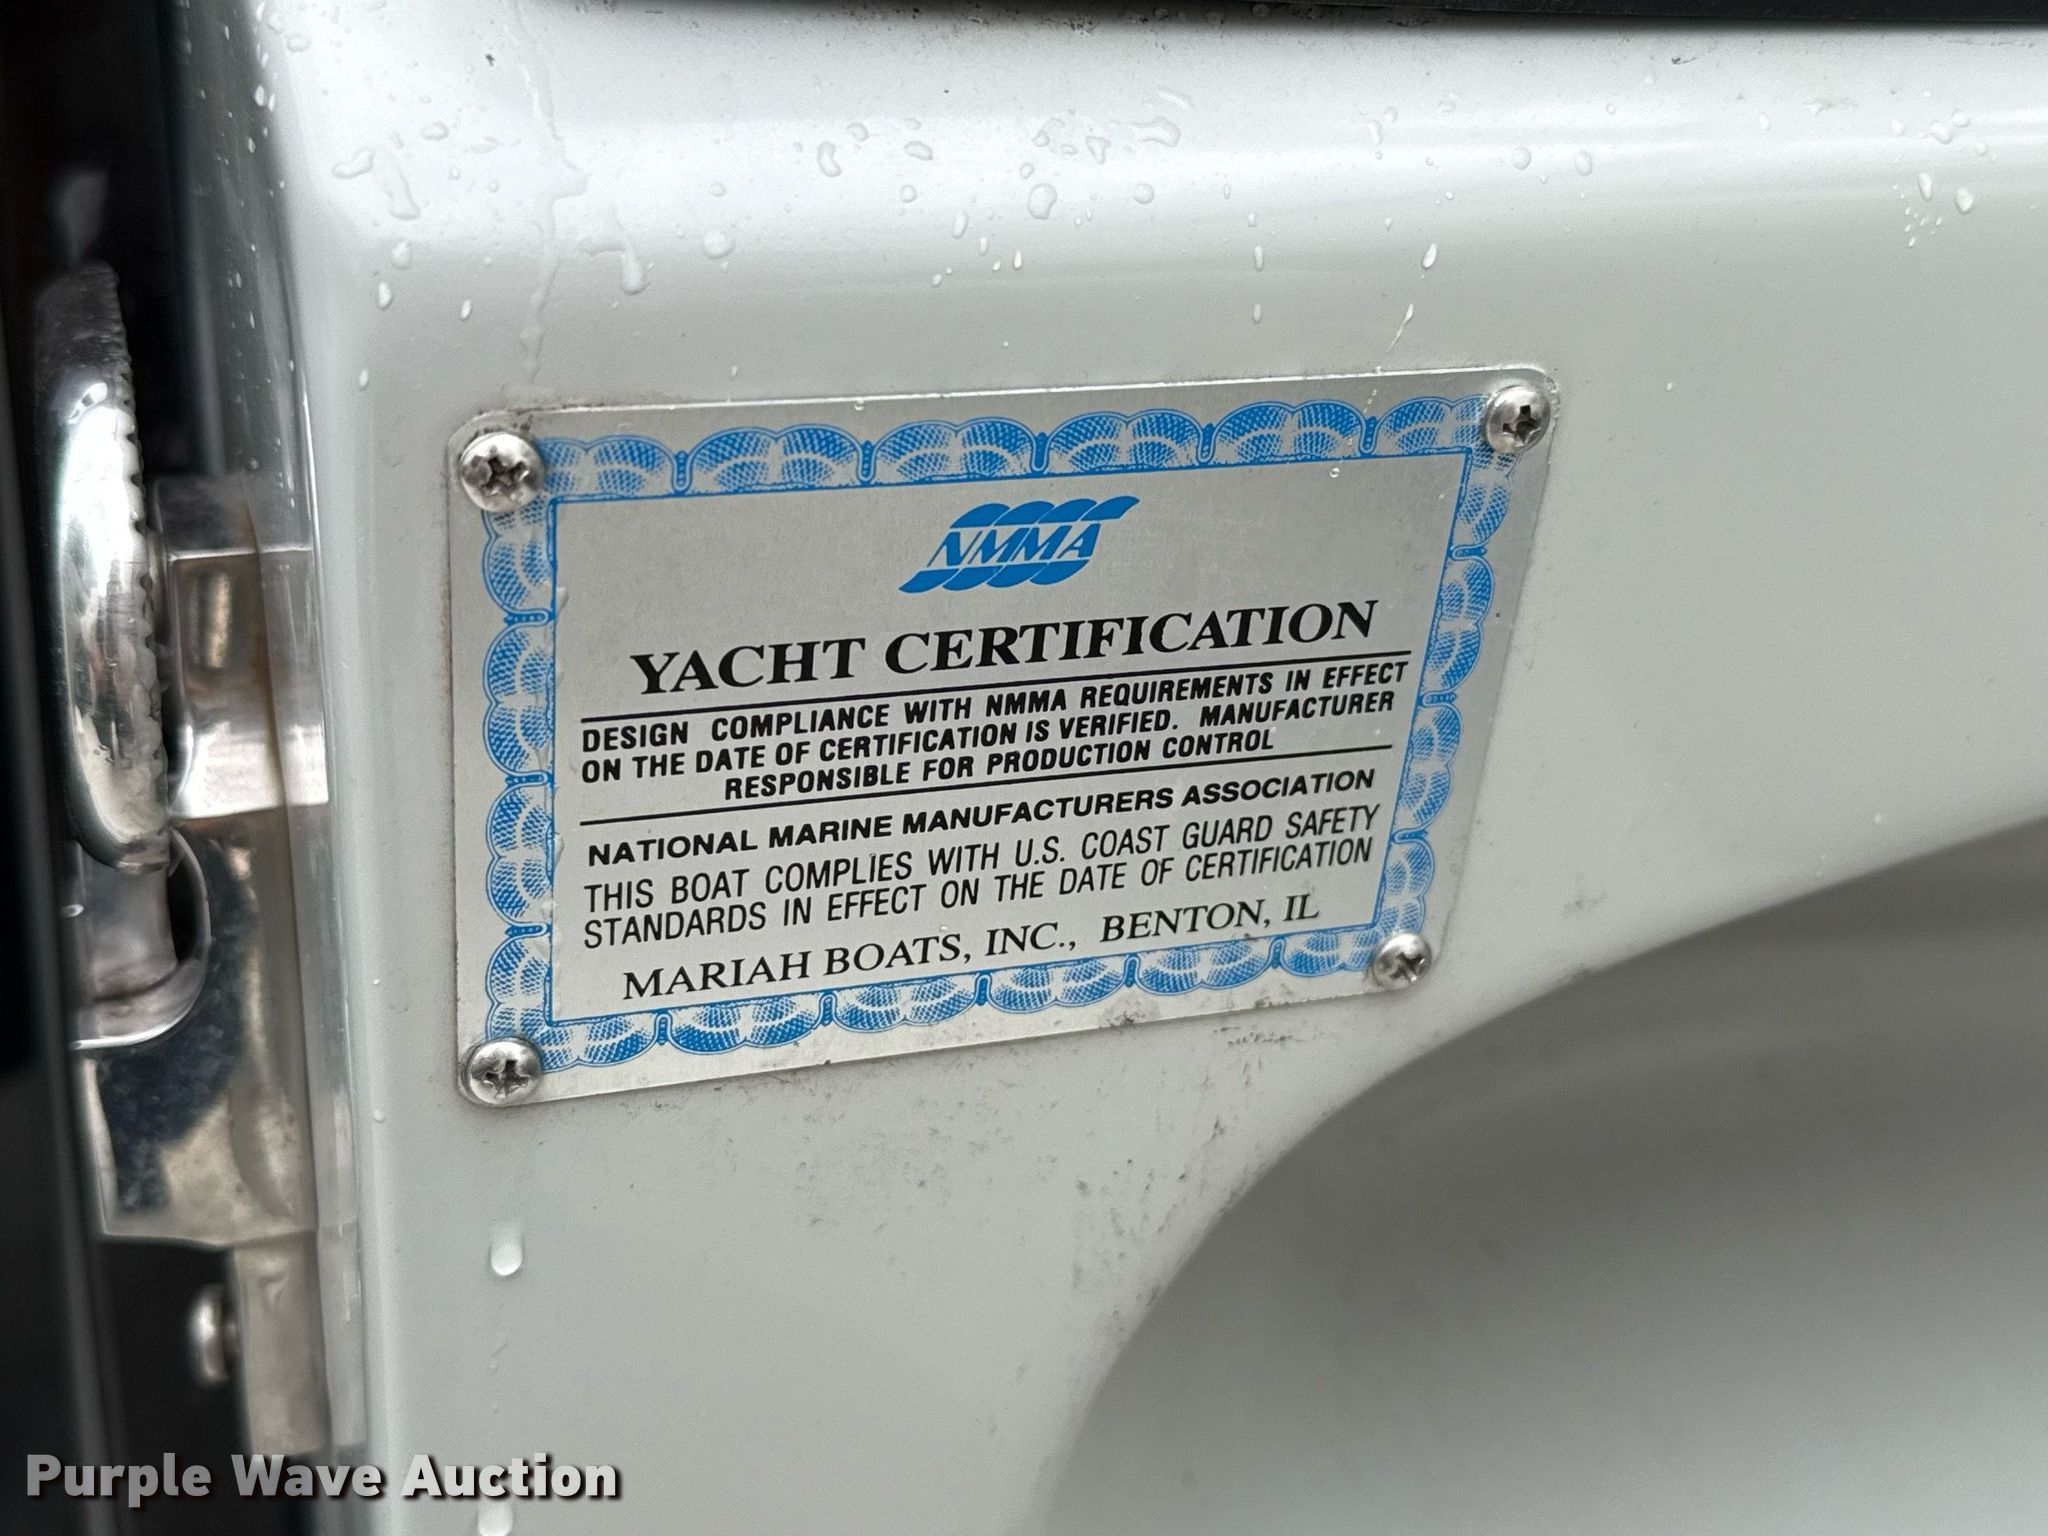 NMMA
YACHT CERTIFICATION
DESIGN COMPLIANCE WITH NMMA REQUIREMENTS IN EFFECT
ON THE DATE OF CERTIFICATION IS VERIFIED. MANUFACTURER
RESPONSIBLE FOR PRODUCTION CONTROL
NATIONAL MARINE MANUFACTURERS ASSOCIATION
THIS BOAT COMPLIES WITH U.S. COAST GUARD SAFETY
STANDARDS IN EFFECT ON THE DATE OF CERTIFICATION
MARIAH BOATS, INC., BENTON, IL
Purple Wave Auction